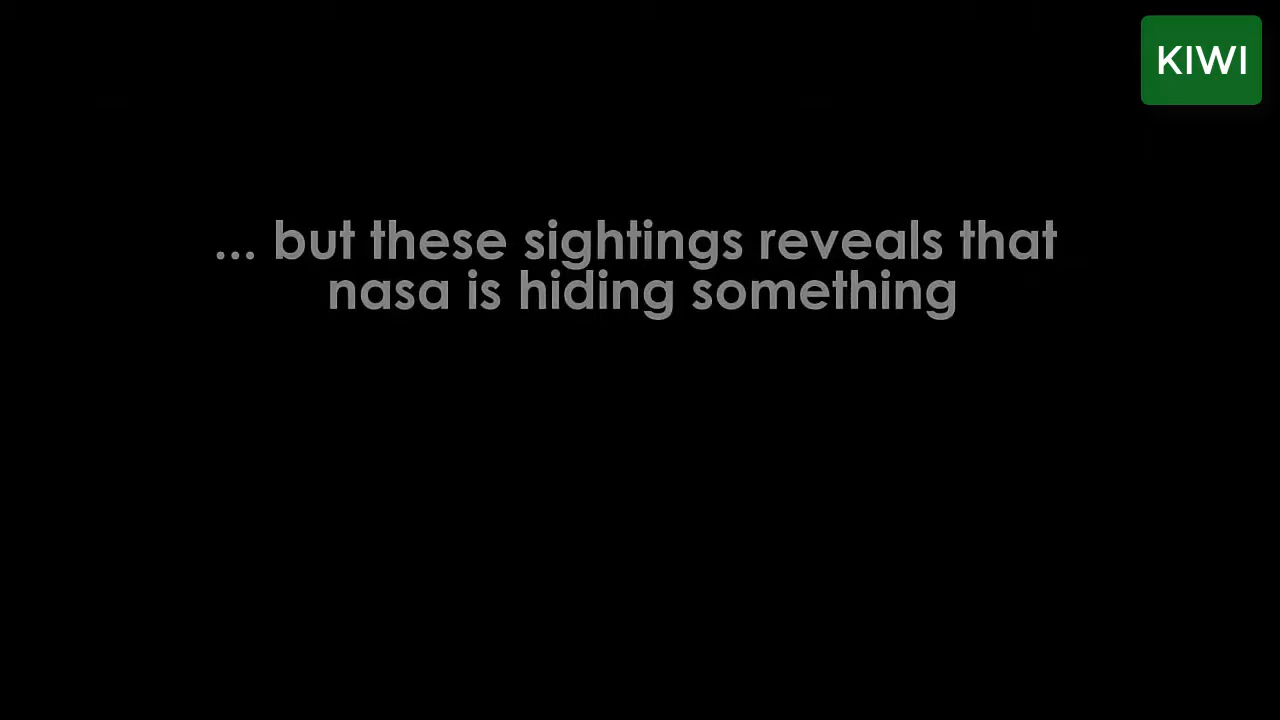 KIWI
... but these sightings reveals that
nasa is hiding something